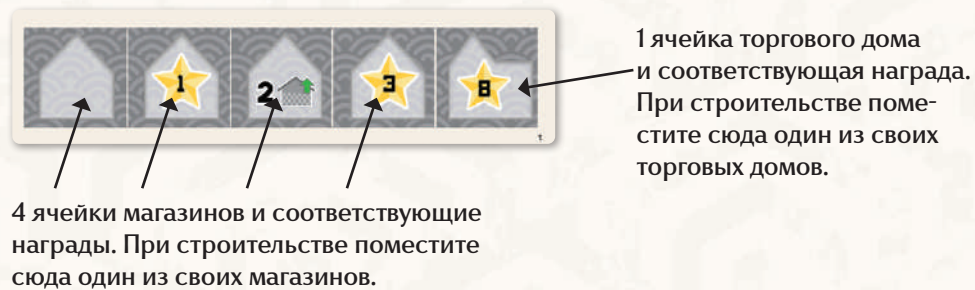 1 2 3 8
1 ячейка торгового дома
и соответствующая награда.
При строительстве поме-
стите сюда один из своих
торговых домов.
4 ячейки магазинов и соответствующие
награды. При строительстве поместите
сюда один из своих магазинов.